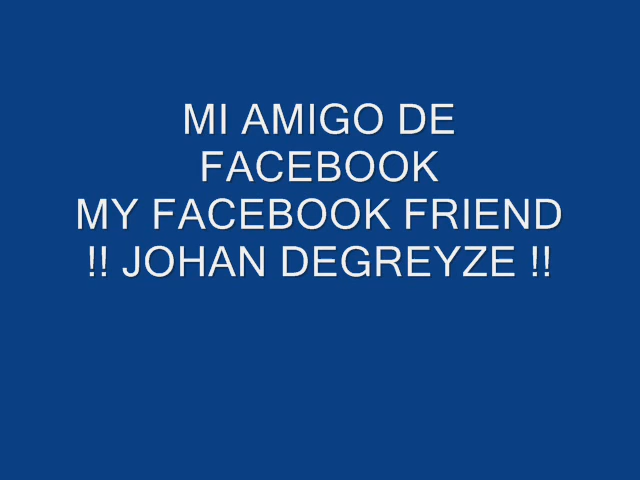 MI AMIGO DE
FACEBOOK
MY FACEBOOK FRIEND
!! JOHAN DEGREYZE !!